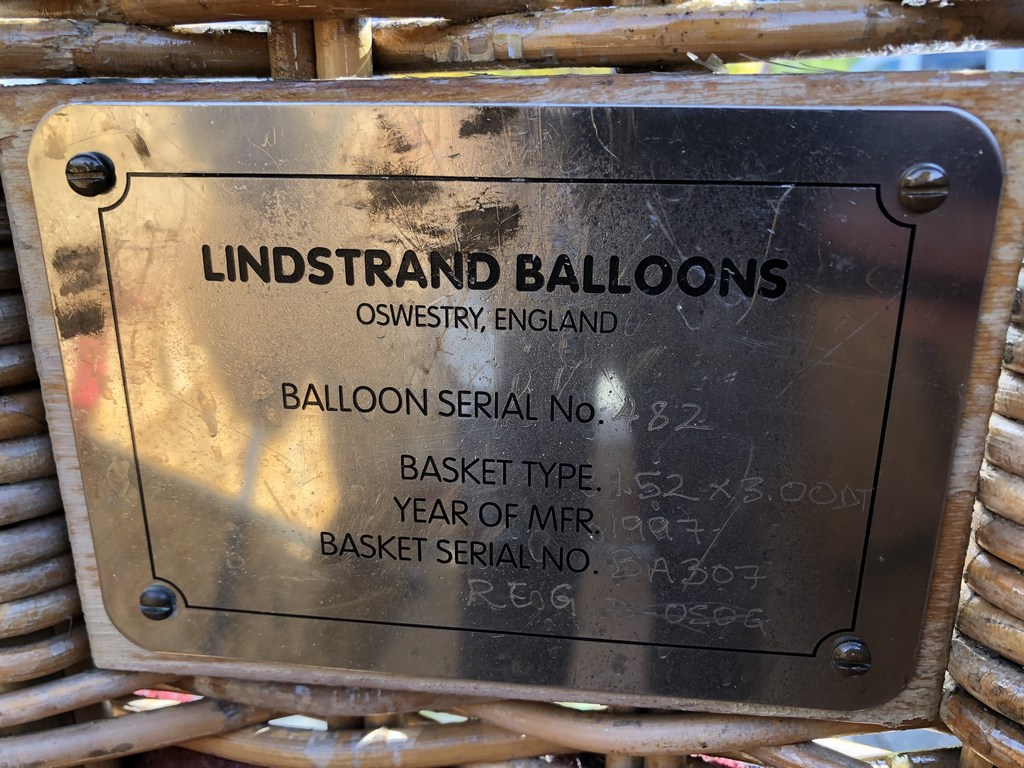 LINDSTRAND BALLOONS
OSWESTRY, ENGLAND
BALLOON SERIAL No. 482
BASKET TYPE. 1.52 x 3.00DT
YEAR OF MFR. 1997
BASKET SERIAL NO. BA307
REG D-OSOG